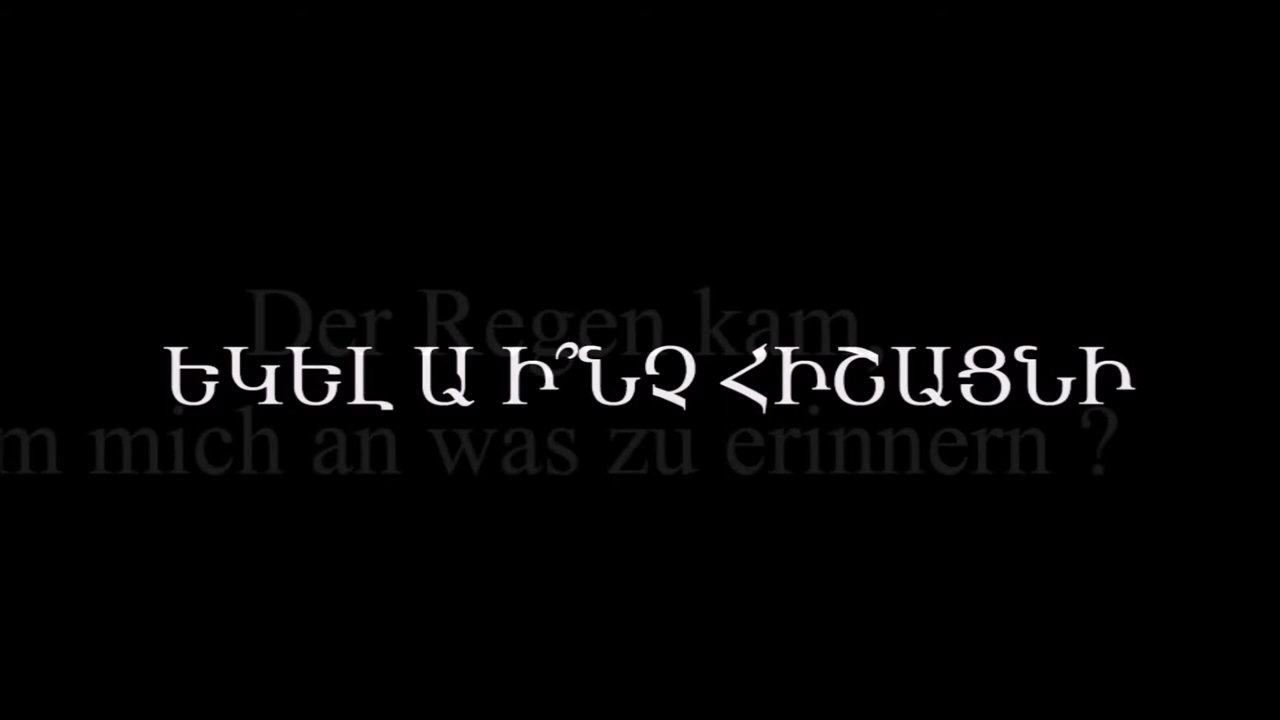 Der Regen kam,
ԵԿԵԼ Ա Ի՞ՆՉ ՀԻՇԱՑՆԻ
mich an was zu erinnern ?